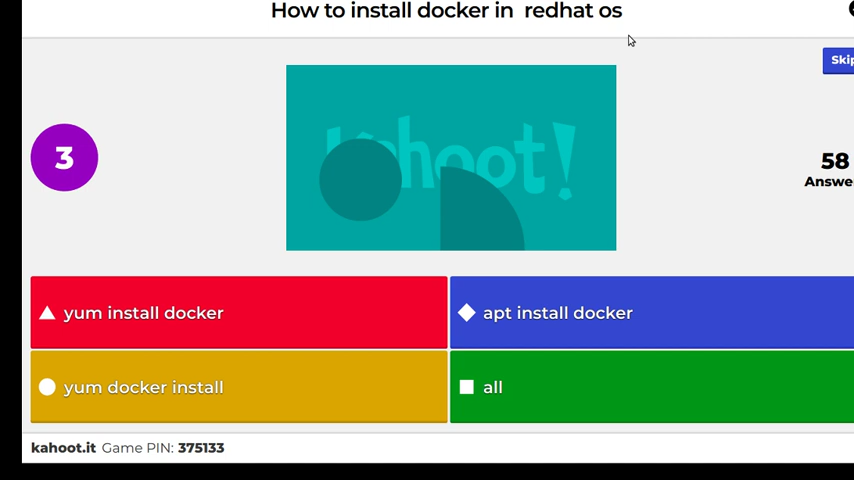 How to install docker in redhat os
Skip
3
Kahoot!
58
Answe
yum install docker
apt install docker
yum docker install
all
kahoot.it Game PIN: 375133